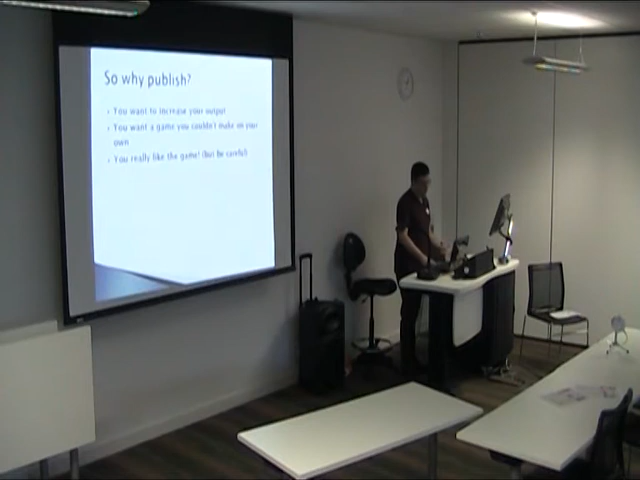 So why publish?
• You want to increase your output
• You want a game you couldn't make on your
own
• You really like the game! (but be careful)